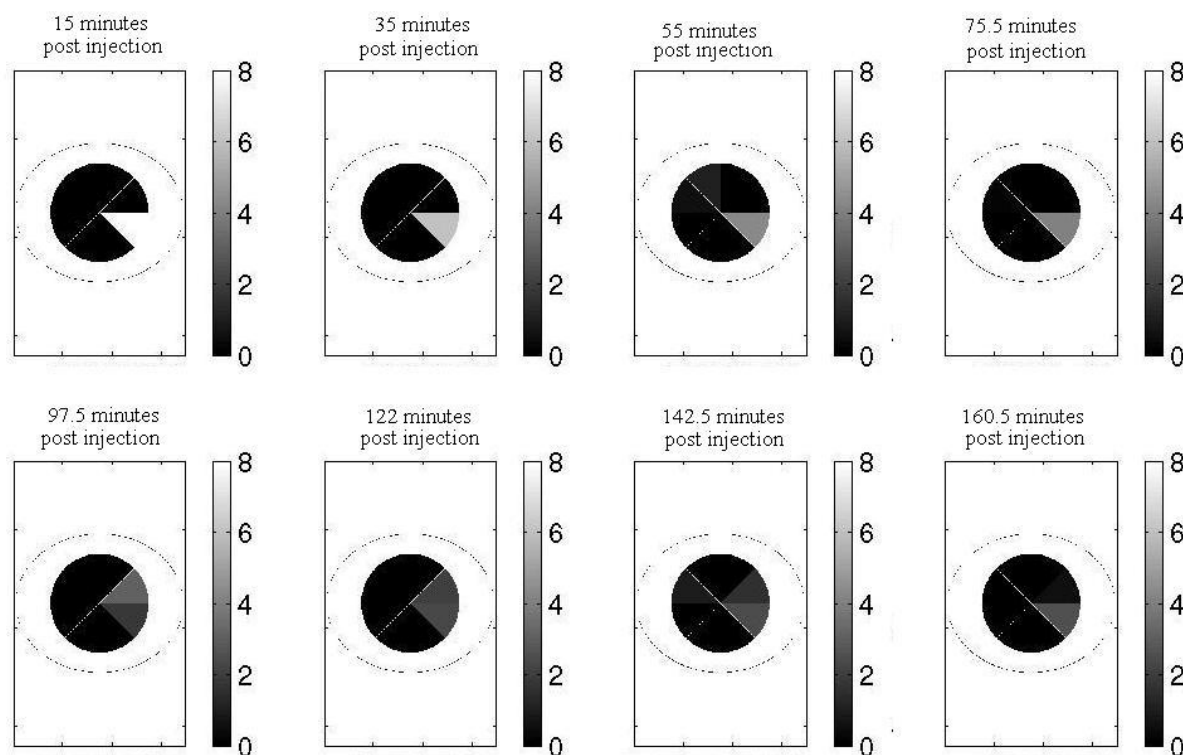 15 minutes
post injection
35 minutes
post injection
55 minutes
post injection
75.5 minutes
post injection
8
6
4
2
0
8
6
4
2
0
8
6
4
2
0
8
6
4
2
0
97.5 minutes
post injection
122 minutes
post injection
142.5 minutes
post injection
160.5 minutes
post injection
8
6
4
2
0
8
6
4
2
0
8
6
4
2
0
8
6
4
2
0